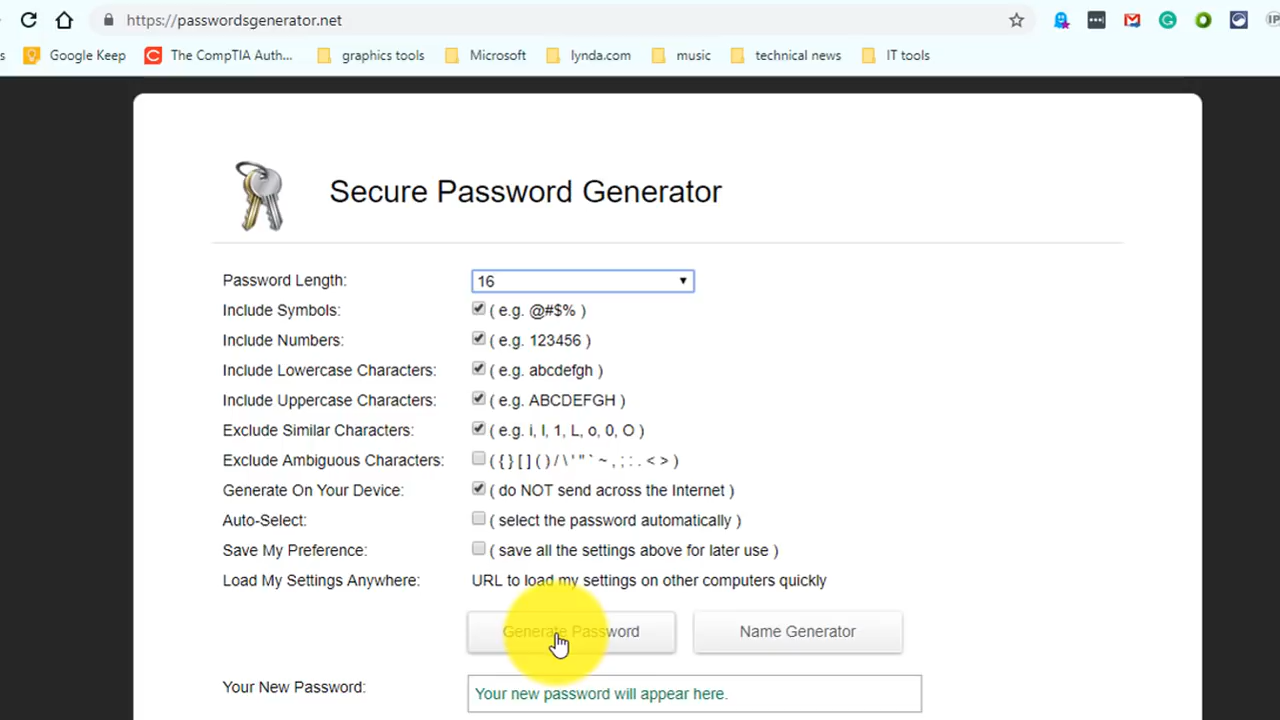 https://passwordsgenerator.net
s Google Keep The CompTIA Auth... graphics tools Microsoft lynda.com music technical news IT tools
Secure Password Generator
Password Length: 16
Include Symbols: ( e.g. @#$% )
Include Numbers: ( e.g. 123456 )
Include Lowercase Characters: ( e.g. abcdefgh )
Include Uppercase Characters: ( e.g. ABCDEFGH )
Exclude Similar Characters: ( e.g. i, l, 1, L, o, 0, O )
Exclude Ambiguous Characters: ( { } [ ] ( ) / \ ' " ` ~ , ; : . < > )
Generate On Your Device: ( do NOT send across the Internet )
Auto-Select: ( select the password automatically )
Save My Preference: ( save all the settings above for later use )
Load My Settings Anywhere: URL to load my settings on other computers quickly
Generate Password Name Generator
Your New Password: Your new password will appear here.